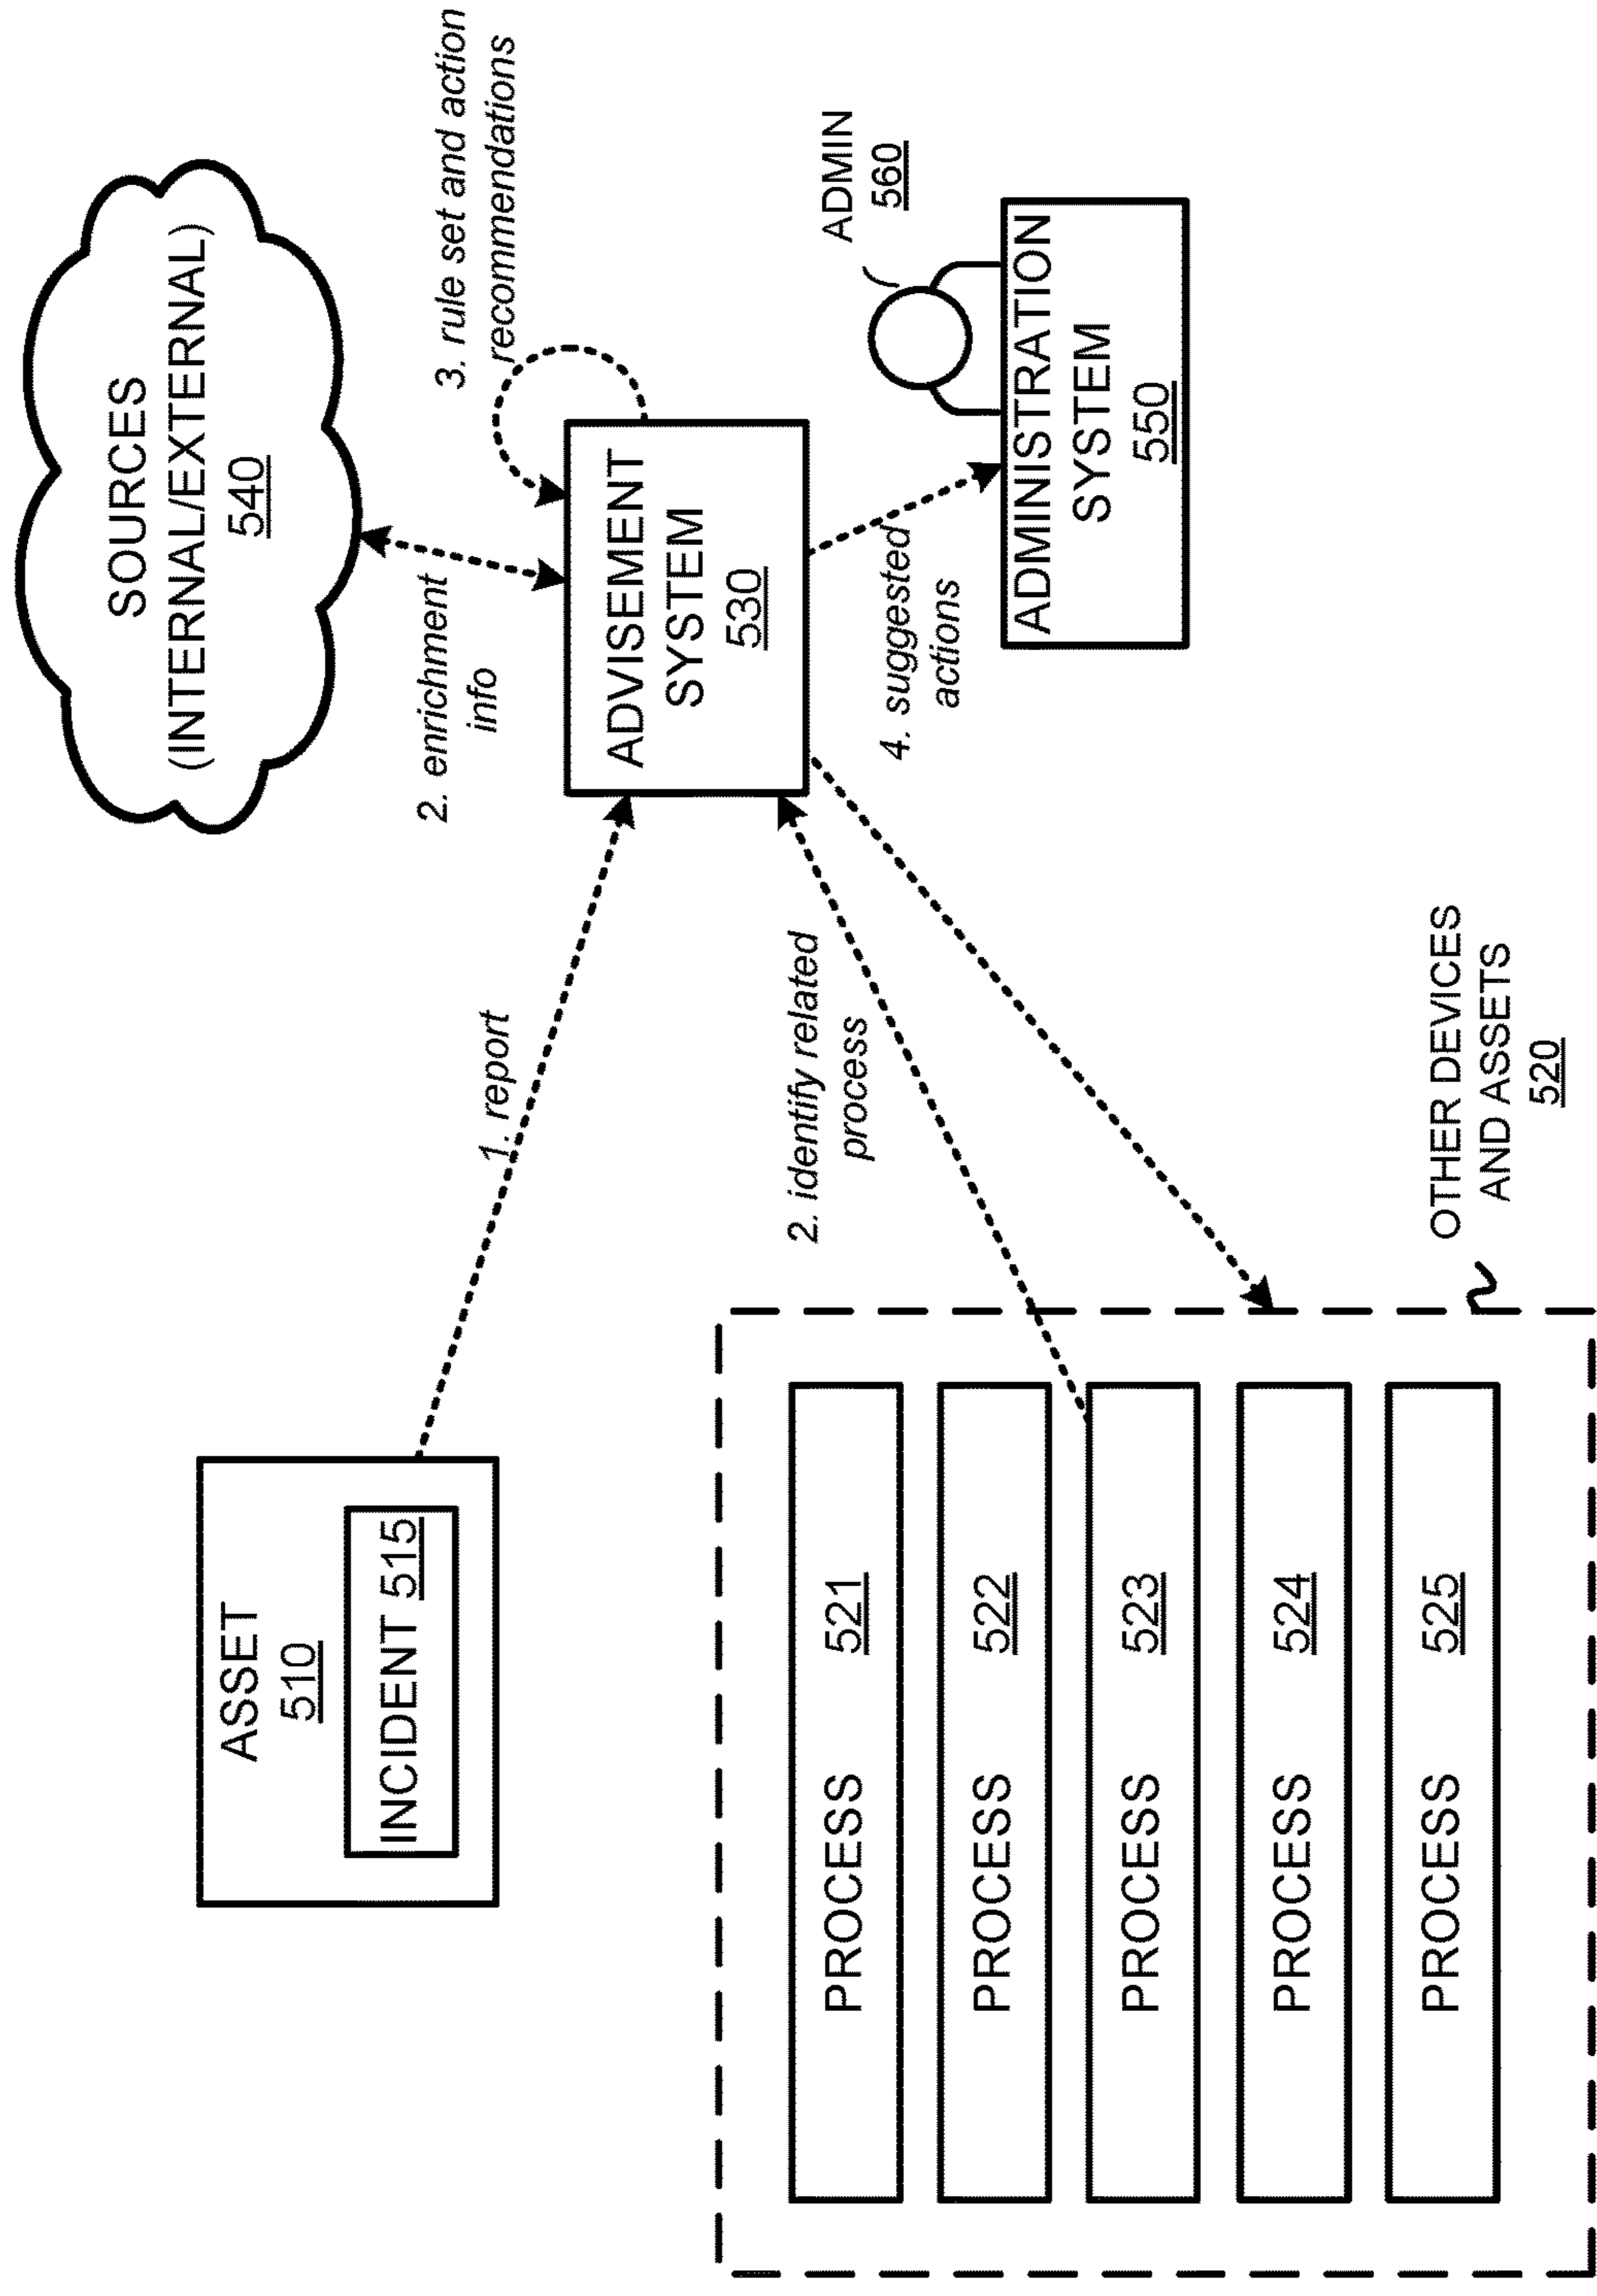 ASSET
510
INCIDENT 515
1. report
SOURCES
(INTERNAL/EXTERNAL)
540
2. enrichment
info
3. rule set and action
recommendations
ADVISEMENT
SYSTEM
530
2. identify related
process
4. suggested
actions
ADMIN
560
ADMINISTRATION
SYSTEM
550
PROCESS 521
PROCESS 522
PROCESS 523
PROCESS 524
PROCESS 525
OTHER DEVICES
AND ASSETS
520